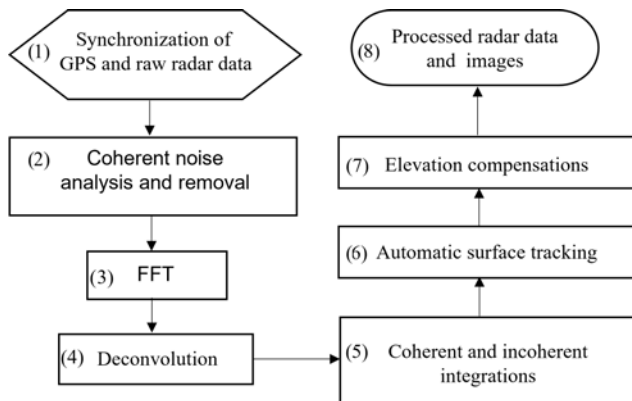 (1) Synchronization of
GPS and raw radar data
(2) Coherent noise
analysis and removal
(3) FFT
(4) Deconvolution
(5) Coherent and incoherent
integrations
(6) Automatic surface tracking
(7) Elevation compensations
(8) Processed radar data
and images